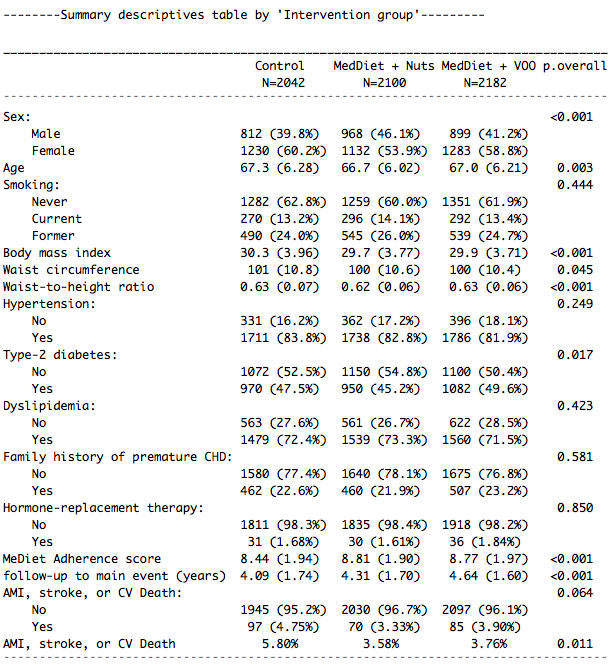 --------Summary descriptives table by 'Intervention group'---------
Control MedDiet + Nuts MedDiet + VOO p.overall
N=2042 N=2100 N=2182
Sex: <0.001
Male 812 (39.8%) 968 (46.1%) 899 (41.2%)
Female 1230 (60.2%) 1132 (53.9%) 1283 (58.8%)
Age 67.3 (6.28) 66.7 (6.02) 67.0 (6.21) 0.003
Smoking: 0.444
Never 1282 (62.8%) 1259 (60.0%) 1351 (61.9%)
Current 270 (13.2%) 296 (14.1%) 292 (13.4%)
Former 490 (24.0%) 545 (26.0%) 539 (24.7%)
Body mass index 30.3 (3.96) 29.7 (3.77) 29.9 (3.71) <0.001
Waist circumference 101 (10.8) 100 (10.6) 100 (10.4) 0.045
Waist-to-height ratio 0.63 (0.07) 0.62 (0.06) 0.63 (0.06) <0.001
Hypertension: 0.249
No 331 (16.2%) 362 (17.2%) 396 (18.1%)
Yes 1711 (83.8%) 1738 (82.8%) 1786 (81.9%)
Type-2 diabetes: 0.017
No 1072 (52.5%) 1150 (54.8%) 1100 (50.4%)
Yes 970 (47.5%) 950 (45.2%) 1082 (49.6%)
Dyslipidemia: 0.423
No 563 (27.6%) 561 (26.7%) 622 (28.5%)
Yes 1479 (72.4%) 1539 (73.3%) 1560 (71.5%)
Family history of premature CHD: 0.581
No 1580 (77.4%) 1640 (78.1%) 1675 (76.8%)
Yes 462 (22.6%) 460 (21.9%) 507 (23.2%)
Hormone-replacement therapy: 0.850
No 1811 (98.3%) 1835 (98.4%) 1918 (98.2%)
Yes 31 (1.68%) 30 (1.61%) 36 (1.84%)
MeDiet Adherence score 8.44 (1.94) 8.81 (1.90) 8.77 (1.97) <0.001
follow-up to main event (years) 4.09 (1.74) 4.31 (1.70) 4.64 (1.60) <0.001
AMI, stroke, or CV Death: 0.064
No 1945 (95.2%) 2030 (96.7%) 2097 (96.1%)
Yes 97 (4.75%) 70 (3.33%) 85 (3.90%)
AMI, stroke, or CV Death 5.80% 3.58% 3.76% 0.011